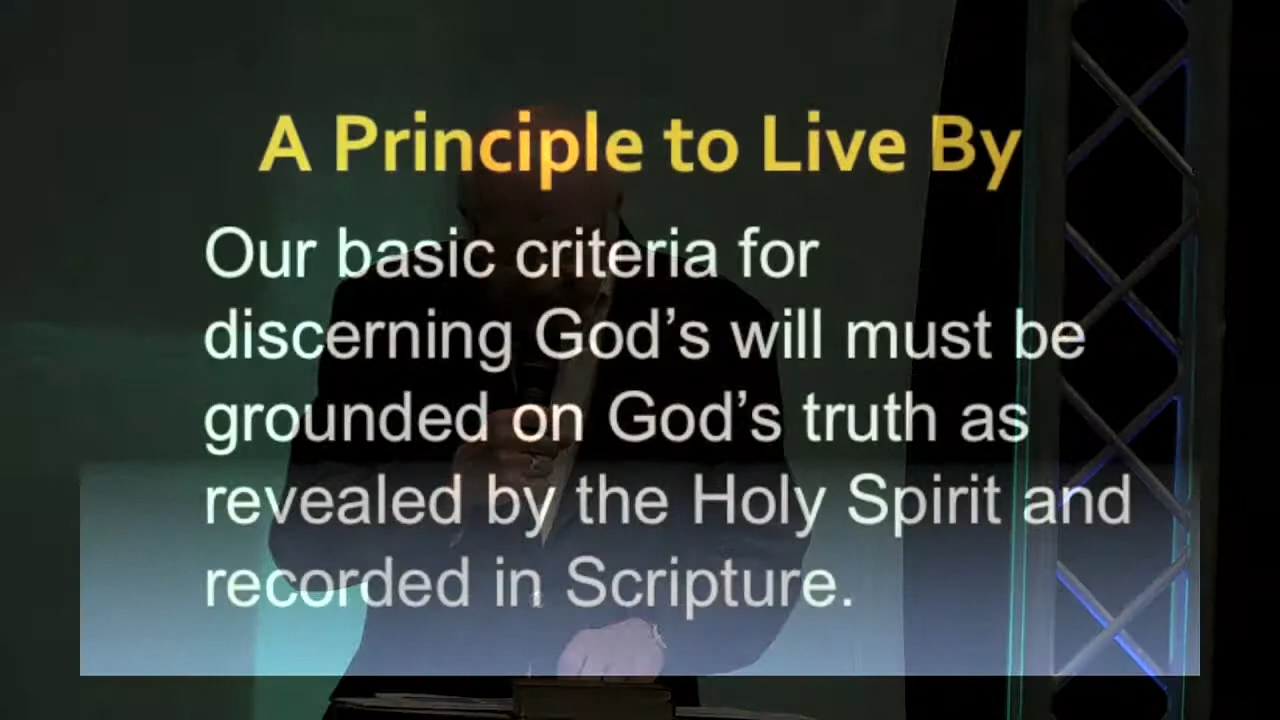 A Principle to Live By
Our basic criteria for
discerning God’s will must be
grounded on God’s truth as
revealed by the Holy Spirit and
recorded in Scripture.